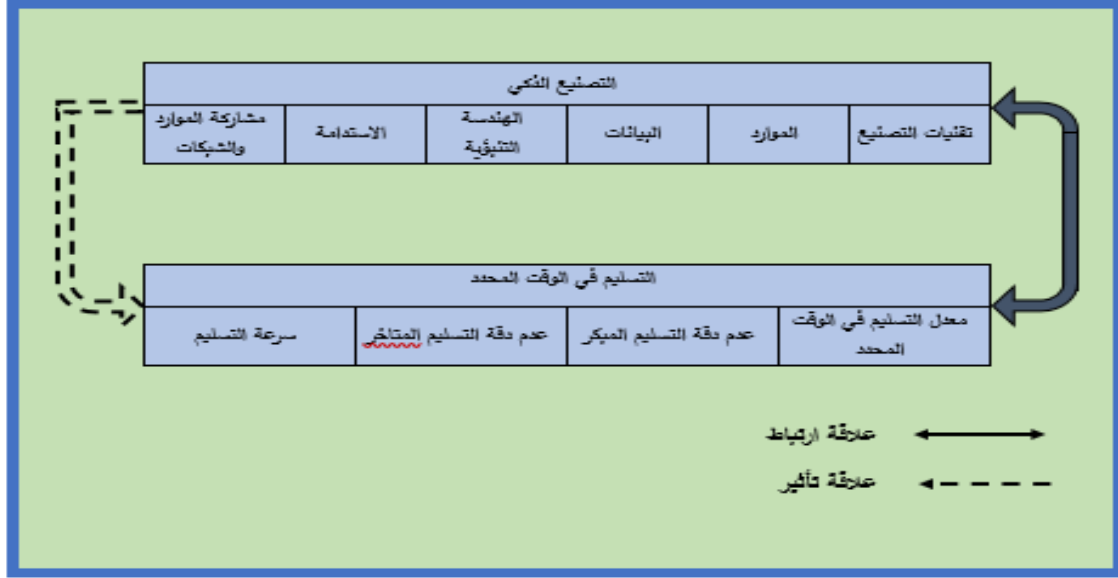 التصنيع الذكي
تقنيات التصنيع
الموارد
البيانات
الهندسة
التنبؤية
الاستدامة
مشاركة الموارد
والشبكات
التسليم في الوقت المحدد
معدل التسليم في الوقت
المحدد
عدم دقة التسليم المبكر
عدم دقة التسليم المتاخر
سرعة التسليم
علاقة ارتباط
علاقة تأثير